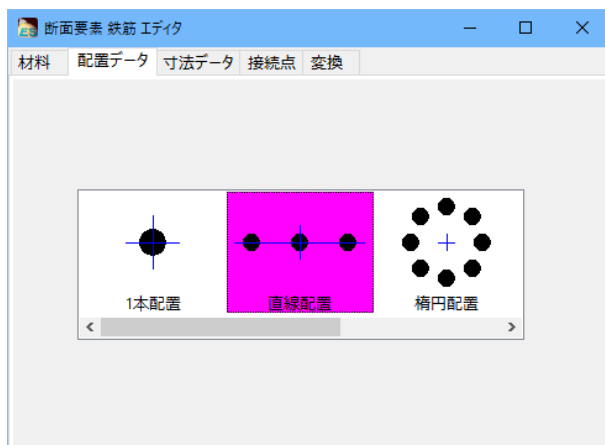 断面要素 鉄筋 エディタ
材料 配置データ 寸法データ 接続点 変換
1本配置 直線配置 楕円配置